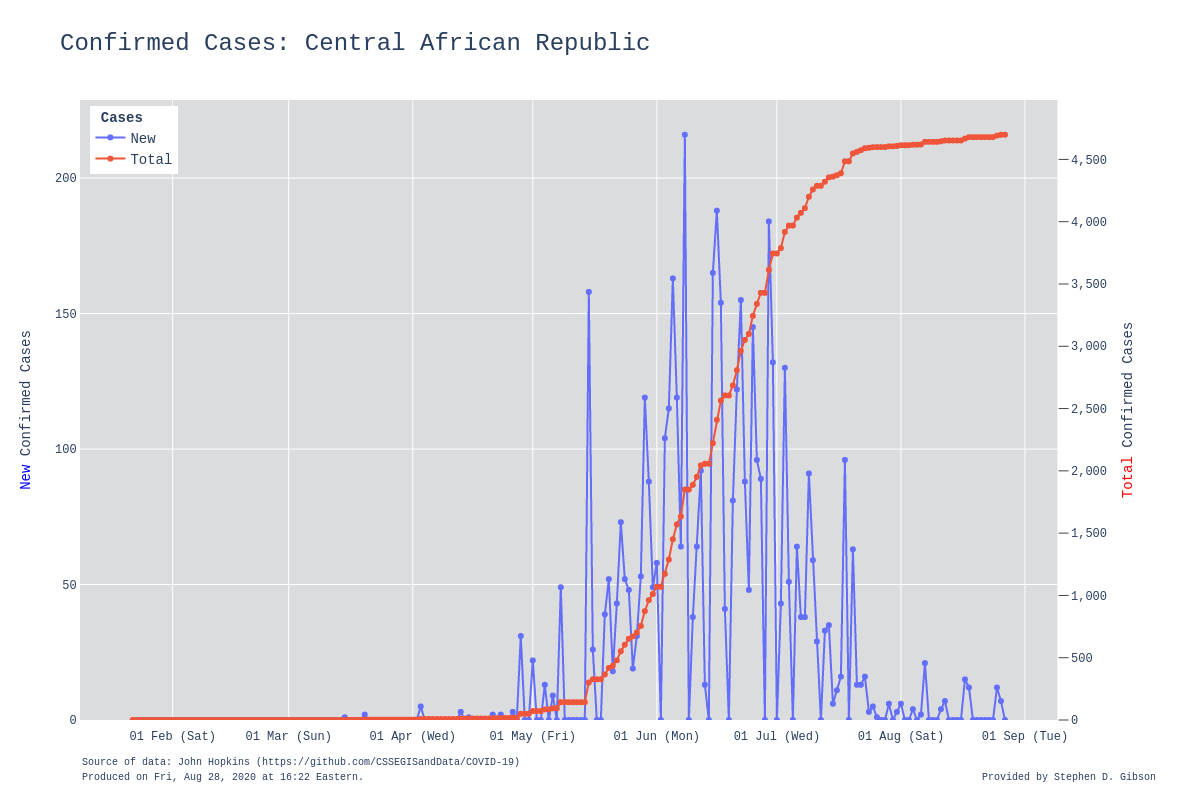 Confirmed Cases: Central African Republic
Cases
New
Total
200
150
100
50
0
4,500
4,000
3,500
3,000
2,500
2,000
1,500
1,000
500
0
New Confirmed Cases
Total Confirmed Cases
01 Feb (Sat) 01 Mar (Sun) 01 Apr (Wed) 01 May (Fri) 01 Jun (Mon) 01 Jul (Wed) 01 Aug (Sat) 01 Sep (Tue)
Source of data: John Hopkins (https://github.com/CSSEGISandData/COVID-19)
Produced on Fri, Aug 28, 2020 at 16:22 Eastern.
Provided by Stephen D. Gibson